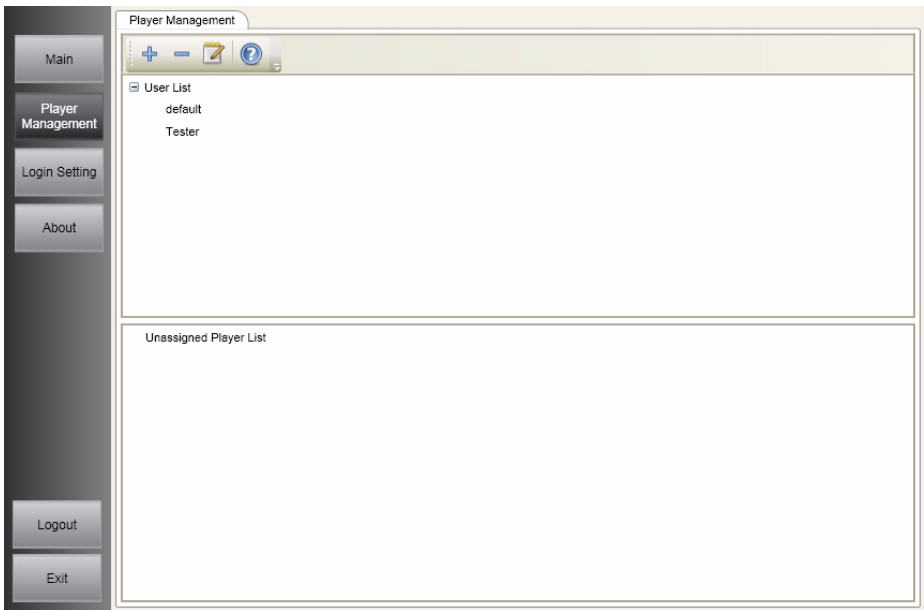 Player Management
Main
Player
Management
Login Setting
About
Logout
Exit
User List
default
Tester
Unassigned Player List